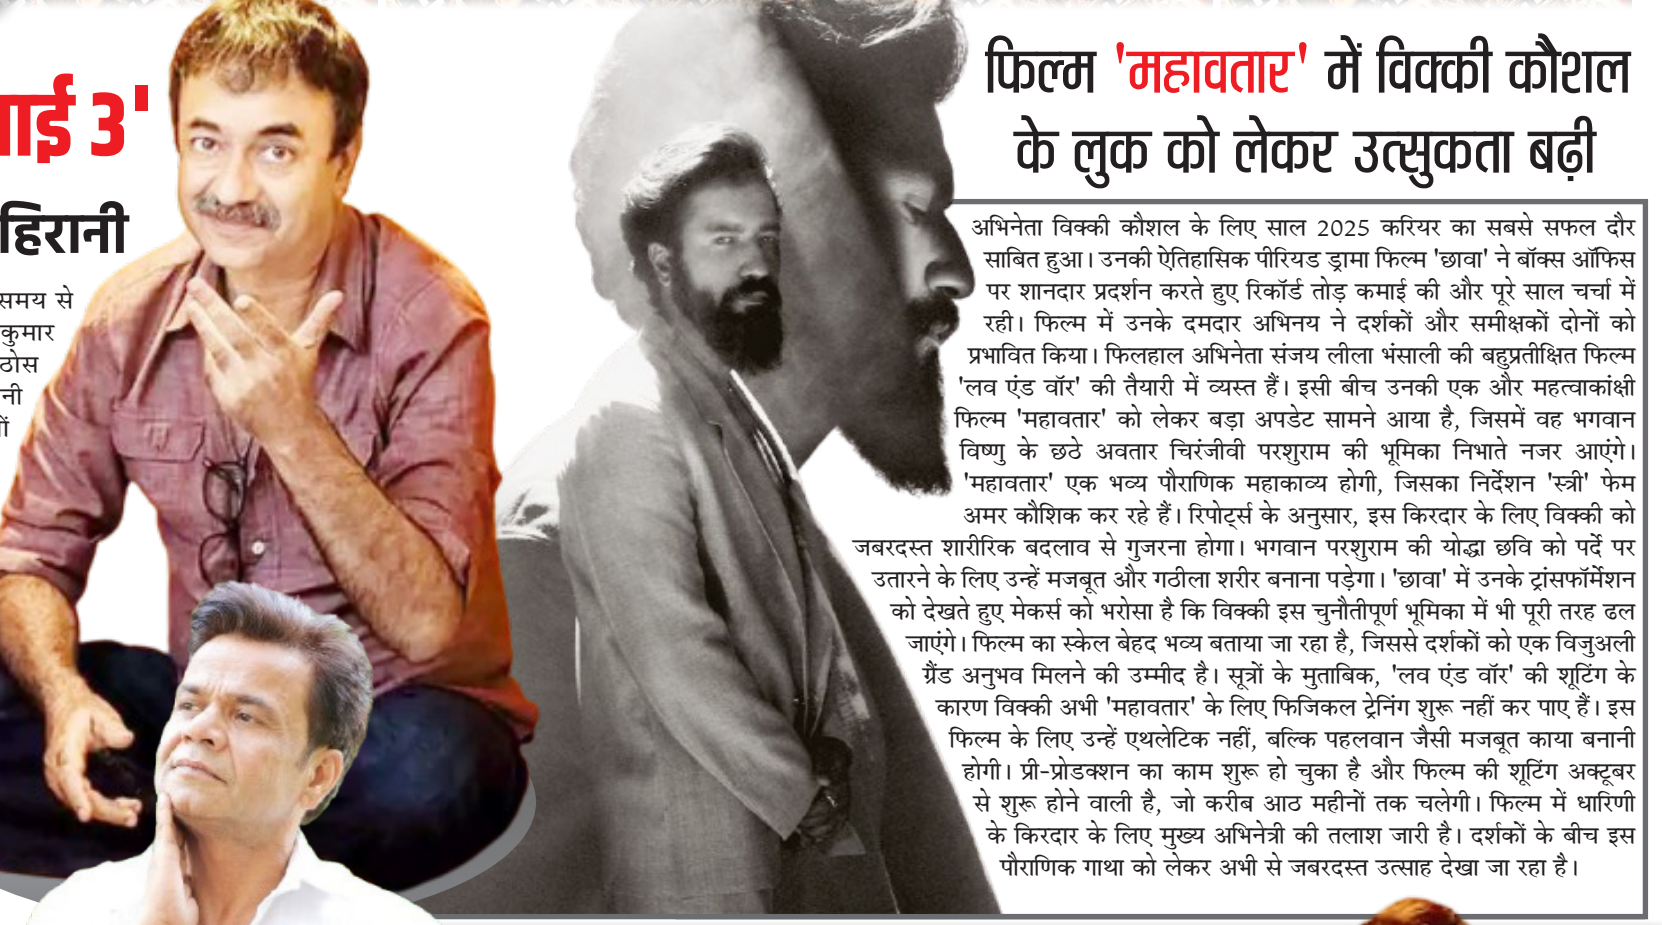 ाई 3'
हिरानी
समय से
कुमार
ठोस
नी
फिल्म 'महावतार' में विक्की कौशल
के लुक को लेकर उत्सुकता बढ़ी
अभिनेता विक्की कौशल के लिए साल 2025 करियर का सबसे सफल दौर
साबित हुआ। उनकी ऐतिहासिक पीरियड ड्रामा फिल्म 'छावा' ने बॉक्स ऑफिस
पर शानदार प्रदर्शन करते हुए रिकॉर्ड तोड़ कमाई की और पूरे साल चर्चा में
रही। फिल्म में उनके दमदार अभिनय ने दर्शकों और समीक्षकों दोनों को
प्रभावित किया। फिलहाल अभिनेता संजय लीला भंसाली की बहुप्रतीक्षित फिल्म
'लव एंड वॉर' की तैयारी में व्यस्त हैं। इसी बीच उनकी एक और महत्वाकांक्षी
फिल्म 'महावतार' को लेकर बड़ा अपडेट सामने आया है, जिसमें वह भगवान
विष्णु के छठे अवतार चिरंजीवी परशुराम की भूमिका निभाते नजर आएंगे।
'महावतार' एक भव्य पौराणिक महाकाव्य होगी, जिसका निर्देशन 'स्त्री' फेम
अमर कौशिक कर रहे हैं। रिपोर्ट्स के अनुसार, इस किरदार के लिए विक्की को
जबरदस्त शारीरिक बदलाव से गुजरना होगा। भगवान परशुराम की योद्धा छवि को पर्दे पर
उतारने के लिए उन्हें मजबूत और गठीला शरीर बनाना पड़ेगा। 'छावा' में उनके ट्रांसफॉर्मेशन
को देखते हुए मेकर्स को भरोसा है कि विक्की इस चुनौतीपूर्ण भूमिका में भी पूरी तरह ढल
जाएंगे। फिल्म का स्केल बेहद भव्य बताया जा रहा है, जिससे दर्शकों को एक विजुअली
ग्रैंड अनुभव मिलने की उम्मीद है। सूत्रों के मुताबिक, 'लव एंड वॉर' की शूटिंग के
कारण विक्की अभी 'महावतार' के लिए फिजिकल ट्रेनिंग शुरू नहीं कर पाए हैं। इस
फिल्म के लिए उन्हें एथलेटिक नहीं, बल्कि पहलवान जैसी मजबूत काया बनानी
होगी। प्री-प्रोडक्शन का काम शुरू हो चुका है और फिल्म की शूटिंग अक्टूबर
से शुरू होने वाली है, जो करीब आठ महीनों तक चलेगी। फिल्म में धारिणी
के किरदार के लिए मुख्य अभिनेत्री की तलाश जारी है। दर्शकों के बीच इस
पौराणिक गाथा को लेकर अभी से जबरदस्त उत्साह देखा जा रहा है।